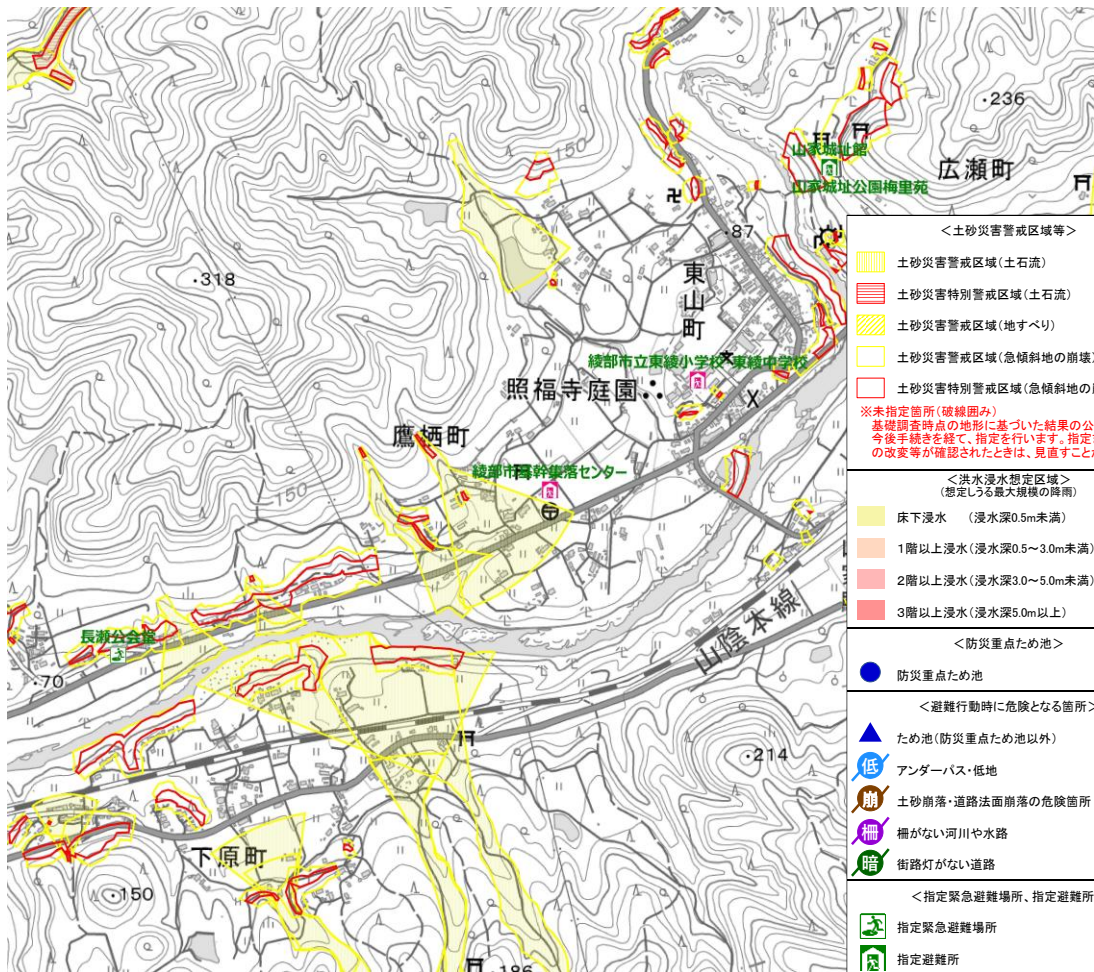 150
236
山家城址館
山家城址公園梅里苑
広瀬町
87
318
東山町
綾部市立東綾小学校・東綾中学校
照福寺庭園
鷹栖町
150
長瀬公会堂
70
山陰本線
214
下原町
150
186
<土砂災害警戒区域等>
土砂災害警戒区域(土石流)
土砂災害特別警戒区域(土石流)
土砂災害警戒区域(地すべり)
土砂災害警戒区域(急傾斜地の崩壊)
土砂災害特別警戒区域(急傾斜地の
※未指定箇所(破線囲み)
基礎調査時点の地形に基づいた結果の公
今後手続きを経て、指定を行います。指定
の改変等が確認されたときは、見直すことが
<洪水浸水想定区域>
(想定しうる最大規模の降雨)
床下浸水 (浸水深0.5m未満)
1階以上浸水(浸水深0.5~3.0m未満)
2階以上浸水(浸水深3.0~5.0m未満)
3階以上浸水(浸水深5.0m以上)
<防災重点ため池>
防災重点ため池
<避難行動時に危険となる箇所>
ため池(防災重点ため池以外)
低 アンダーパス・低地
崩 土砂崩落・道路法面崩落の危険箇所
柵 柵がない河川や水路
暗 街路灯がない道路
<指定緊急避難場所、指定避難所
指定緊急避難場所
指定避難所